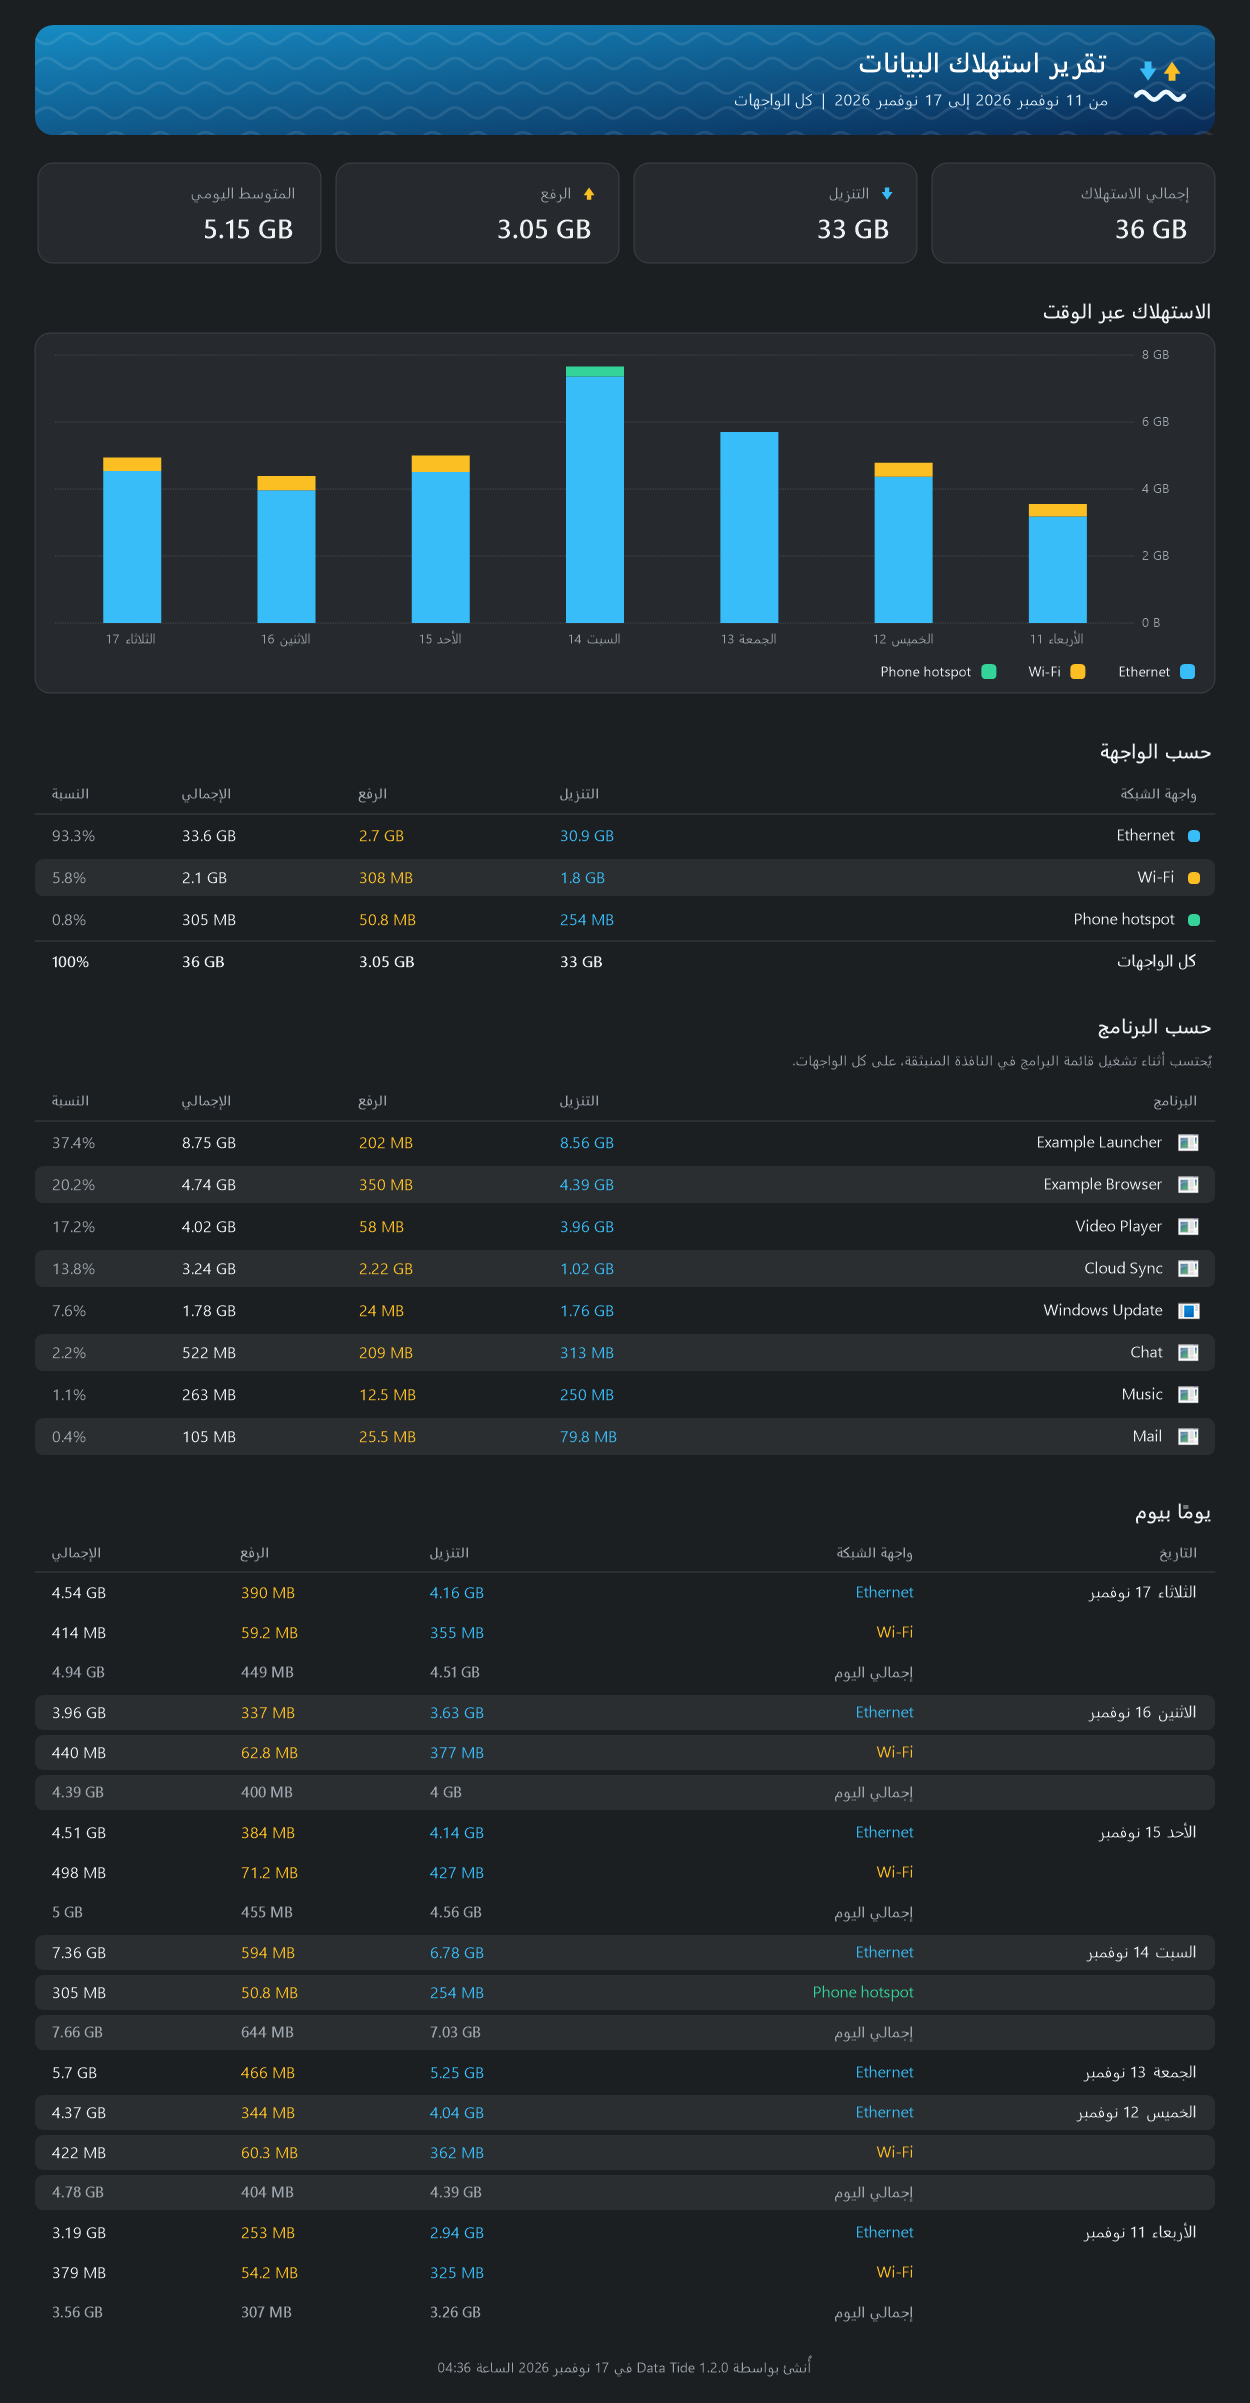 تقرير استهلاك البيانات
من 11 نوفمبر 2026 إلى 17 نوفمبر 2026 | كل الواجهات
إجمالي الاستهلاك
36 GB
التنزيل
33 GB
الرفع
3.05 GB
المتوسط اليومي
5.15 GB
الاستهلاك عبر الوقت
8 GB
6 GB
4 GB
2 GB
0 B
الأربعاء 11 الخميس 12 الجمعة 13 السبت 14 الأحد 15 الاثنين 16 الثلاثاء 17
Ethernet Wi-Fi Phone hotspot
حسب الواجهة
واجهة الشبكة التنزيل الرفع الإجمالي النسبة
Ethernet 30.9 GB 2.7 GB 33.6 GB 93.3%
Wi-Fi 1.8 GB 308 MB 2.1 GB 5.8%
Phone hotspot 254 MB 50.8 MB 305 MB 0.8%
كل الواجهات 33 GB 3.05 GB 36 GB 100%
حسب البرنامج
يُحتسب أثناء تشغيل قائمة البرامج في النافذة المنبثقة، على كل الواجهات.
البرنامج التنزيل الرفع الإجمالي النسبة
Example Launcher 8.56 GB 202 MB 8.75 GB 37.4%
Example Browser 4.39 GB 350 MB 4.74 GB 20.2%
Video Player 3.96 GB 58 MB 4.02 GB 17.2%
Cloud Sync 1.02 GB 2.22 GB 3.24 GB 13.8%
Windows Update 1.76 GB 24 MB 1.78 GB 7.6%
Chat 313 MB 209 MB 522 MB 2.2%
Music 250 MB 12.5 MB 263 MB 1.1%
Mail 79.8 MB 25.5 MB 105 MB 0.4%
يومًا بيوم
التاريخ واجهة الشبكة التنزيل الرفع الإجمالي
الثلاثاء 17 نوفمبر Ethernet 4.16 GB 390 MB 4.54 GB
Wi-Fi 355 MB 59.2 MB 414 MB
إجمالي اليوم 4.51 GB 449 MB 4.94 GB
الاثنين 16 نوفمبر Ethernet 3.63 GB 337 MB 3.96 GB
Wi-Fi 377 MB 62.8 MB 440 MB
إجمالي اليوم 4 GB 400 MB 4.39 GB
الأحد 15 نوفمبر Ethernet 4.14 GB 384 MB 4.51 GB
Wi-Fi 427 MB 71.2 MB 498 MB
إجمالي اليوم 4.56 GB 455 MB 5 GB
السبت 14 نوفمبر Ethernet 6.78 GB 594 MB 7.36 GB
Phone hotspot 254 MB 50.8 MB 305 MB
إجمالي اليوم 7.03 GB 644 MB 7.66 GB
الجمعة 13 نوفمبر Ethernet 5.25 GB 466 MB 5.7 GB
الخميس 12 نوفمبر Ethernet 4.04 GB 344 MB 4.37 GB
Wi-Fi 362 MB 60.3 MB 422 MB
إجمالي اليوم 4.39 GB 404 MB 4.78 GB
الأربعاء 11 نوفمبر Ethernet 2.94 GB 253 MB 3.19 GB
Wi-Fi 325 MB 54.2 MB 379 MB
إجمالي اليوم 3.26 GB 307 MB 3.56 GB
أُنشئ بواسطة Data Tide 1.2.0 في 17 نوفمبر 2026 الساعة 04:36